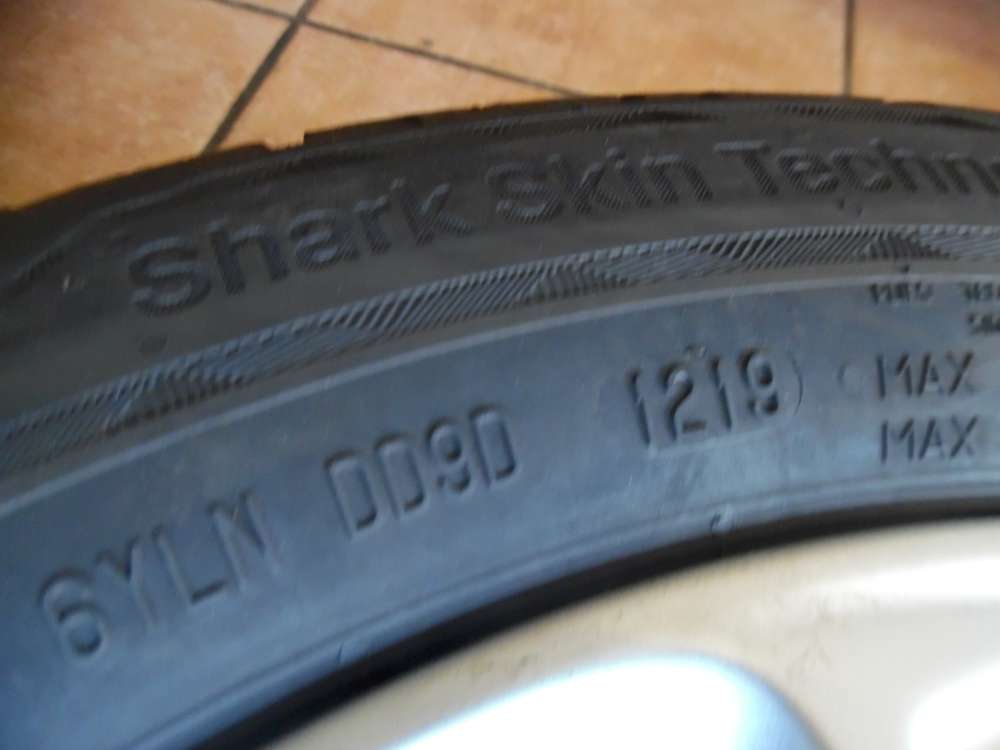 Shark Skin Techn
6YLN DD9D 1219
MAX
MAX